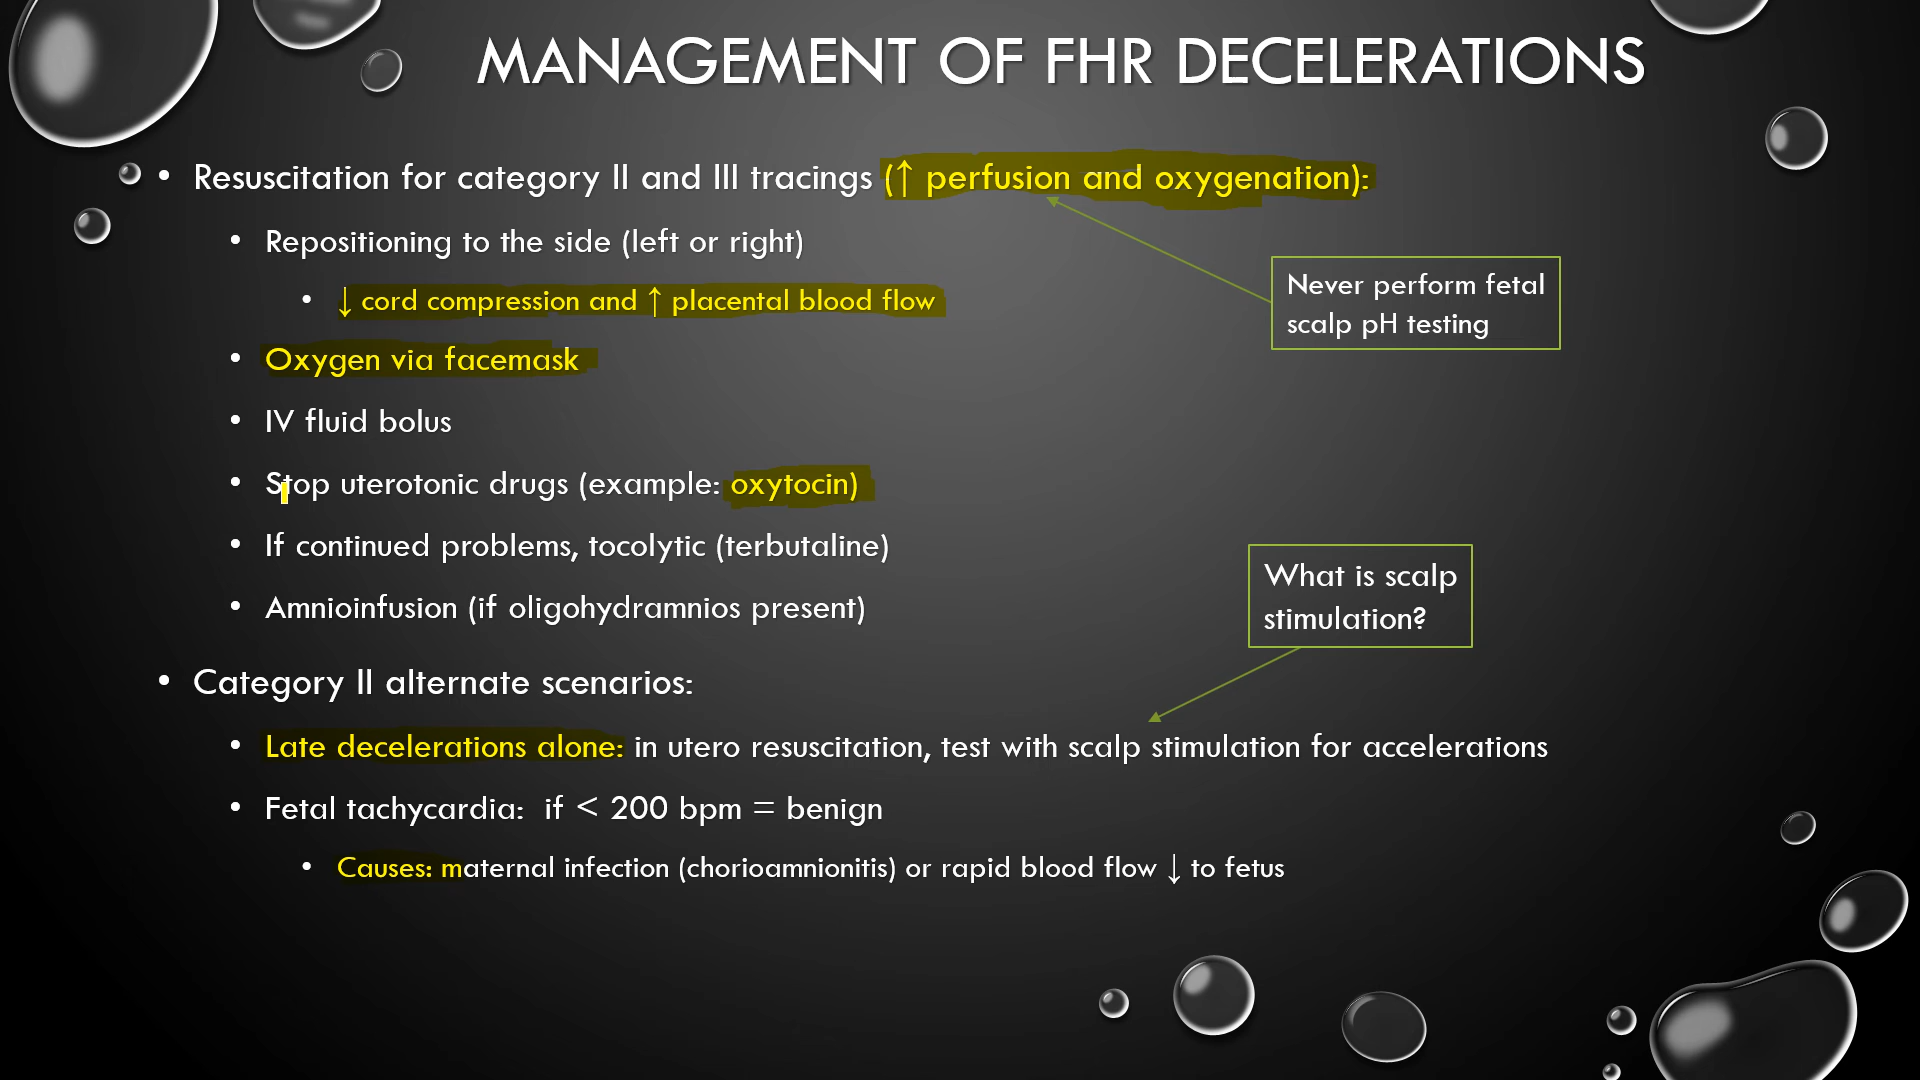 MANAGEMENT OF FHR DECELERATIONS
• Resuscitation for category II and III tracings (↑ perfusion and oxygenation):
• Repositioning to the side (left or right)
• ↓ cord compression and ↑ placental blood flow
Never perform fetal
scalp pH testing
• Oxygen via facemask
• IV fluid bolus
• Stop uterotonic drugs (example: oxytocin)
• If continued problems, tocolytic (terbutaline)
• Amnioinfusion (if oligohydramnios present)
What is scalp
stimulation?
• Category II alternate scenarios:
• Late decelerations alone: in utero resuscitation, test with scalp stimulation for accelerations
• Fetal tachycardia: if < 200 bpm = benign
• Causes: maternal infection (chorioamnionitis) or rapid blood flow ↓ to fetus